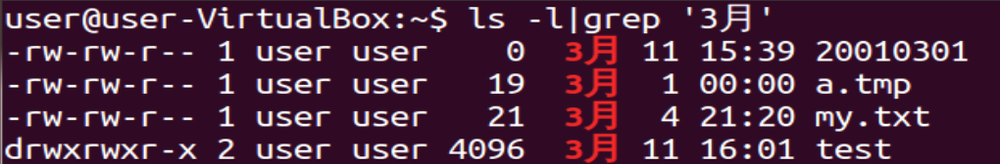 user@user-VirtualBox:~$ ls -l|grep '3月'
-rw-rw-r-- 1 user user    0  3月 11 15:39 20010301
-rw-rw-r-- 1 user user   19  3月  1 00:00 a.tmp
-rw-rw-r-- 1 user user   21  3月  4 21:20 my.txt
drwxrwxr-x 2 user user 4096  3月 11 16:01 test